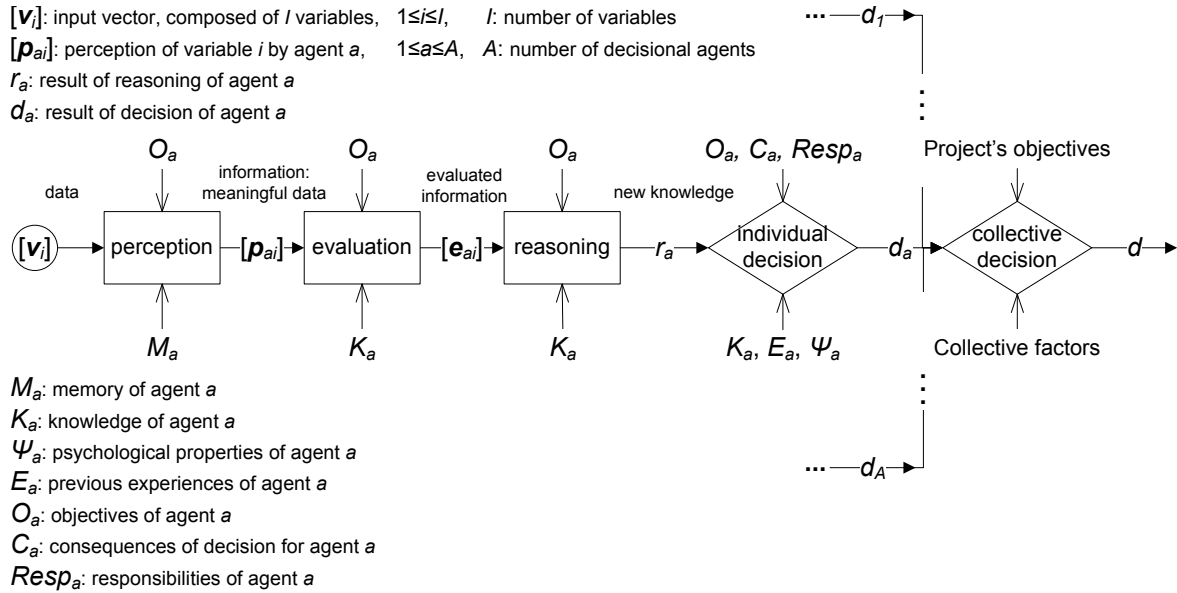 [vᵢ]: input vector, composed of I variables, 1≤i≤I, I: number of variables
[pₐᵢ]: perception of variable i by agent a, 1≤a≤A, A: number of decisional agents
rₐ: result of reasoning of agent a
dₐ: result of decision of agent a
... d₁
Oₐ Oₐ Oₐ Oₐ, Cₐ, Respₐ Project's objectives
data information: evaluated new knowledge
meaningful data information
[vᵢ] perception [pₐᵢ] evaluation [eₐᵢ] reasoning rₐ individual dₐ collective d
decision decision
Mₐ Kₐ Kₐ Kₐ, Eₐ, Ψₐ Collective factors
Mₐ: memory of agent a
Kₐ: knowledge of agent a
Ψₐ: psychological properties of agent a
... d_A
Eₐ: previous experiences of agent a
Oₐ: objectives of agent a
Cₐ: consequences of decision for agent a
Respₐ: responsibilities of agent a